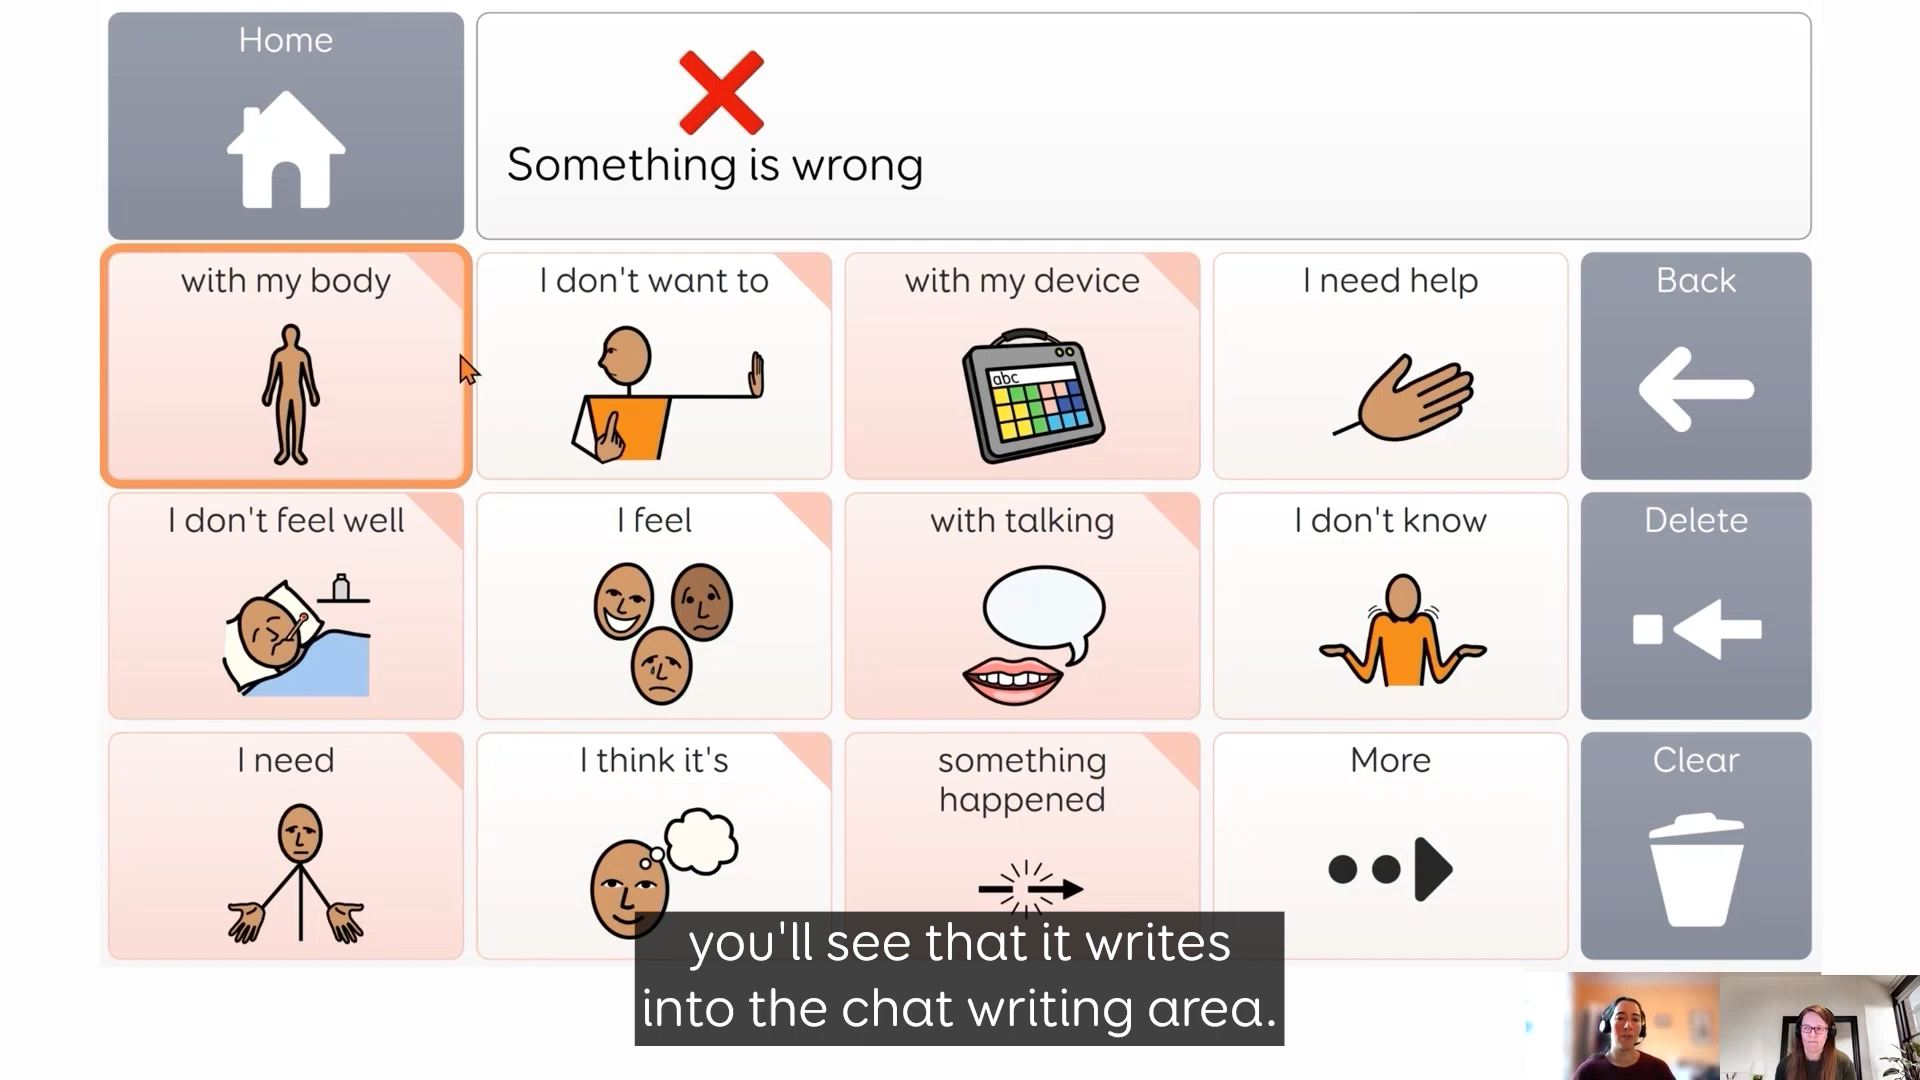 Home
Something is wrong
with my body
I don't want to
with my device
abc
I need help
Back
I don't feel well
I feel
with talking
I don't know
Delete
I need
I think it's
something
happened
More
Clear
you'll see that it writes
into the chat writing area.